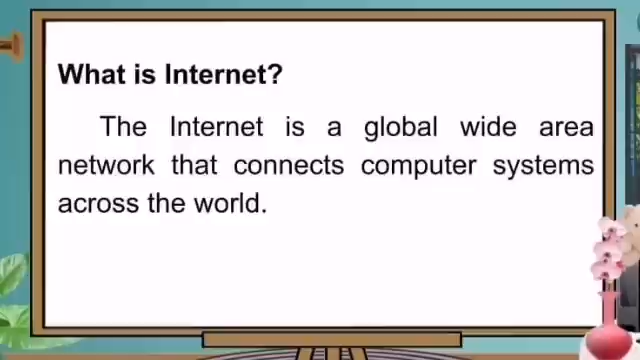 What is Internet?
The Internet is a global wide area
network that connects computer systems
across the world.